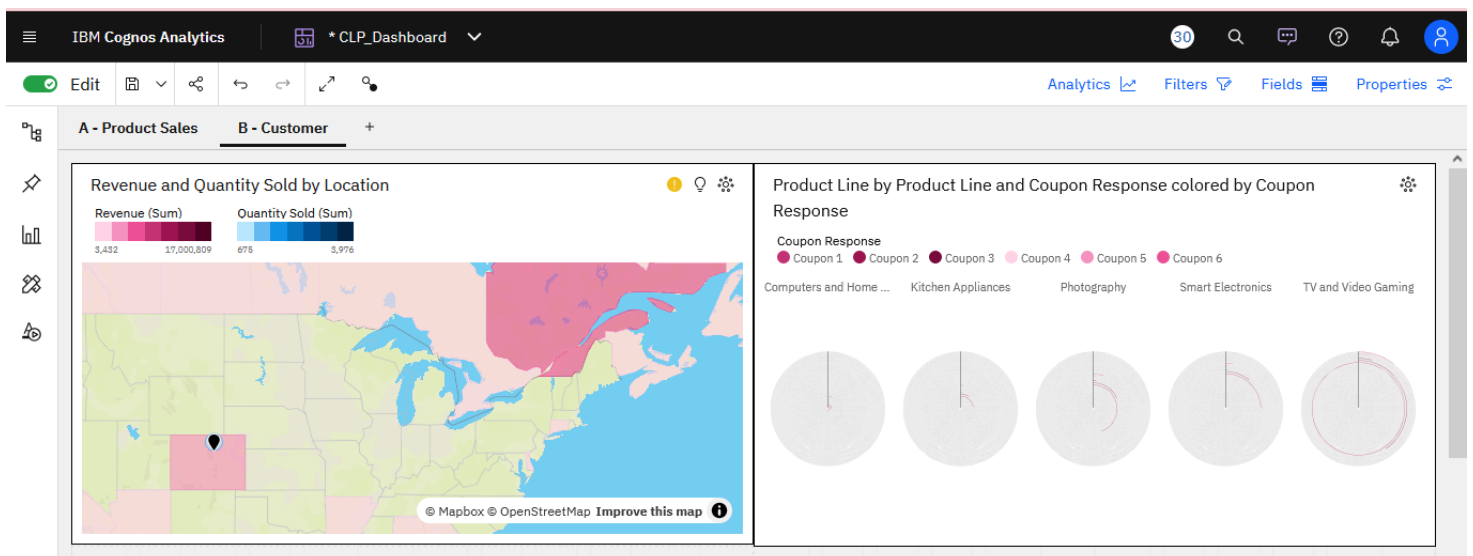 IBM Cognos Analytics
* CLP_Dashboard
30
Edit
Analytics
Filters
Fields
Properties
A - Product Sales
B - Customer
+
Revenue and Quantity Sold by Location
Revenue (Sum)
3,432 17,000,809
Quantity Sold (Sum)
675 3,976
© Mapbox © OpenStreetMap Improve this map
Product Line by Product Line and Coupon Response colored by Coupon
Response
Coupon Response
Coupon 1 Coupon 2 Coupon 3 Coupon 4 Coupon 5 Coupon 6
Computers and Home ... Kitchen Appliances Photography Smart Electronics TV and Video Gaming